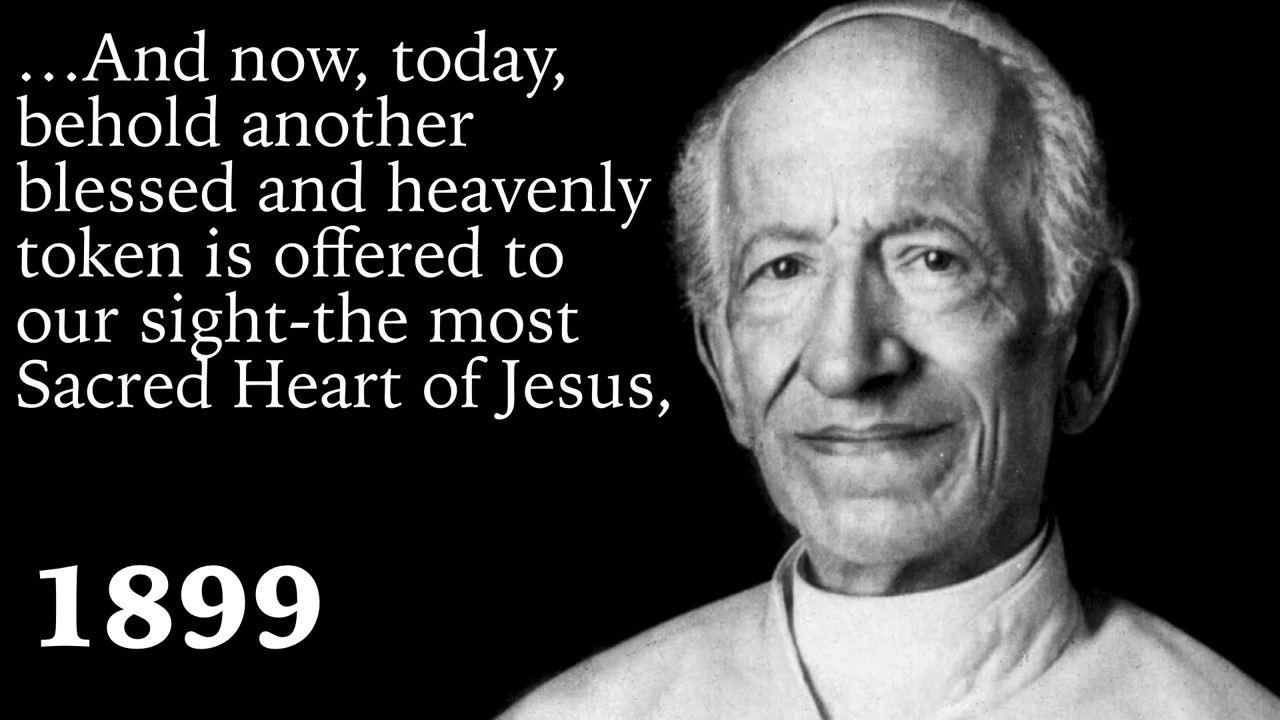 …And now, today,
behold another
blessed and heavenly
token is offered to
our sight-the most
Sacred Heart of Jesus,
1899